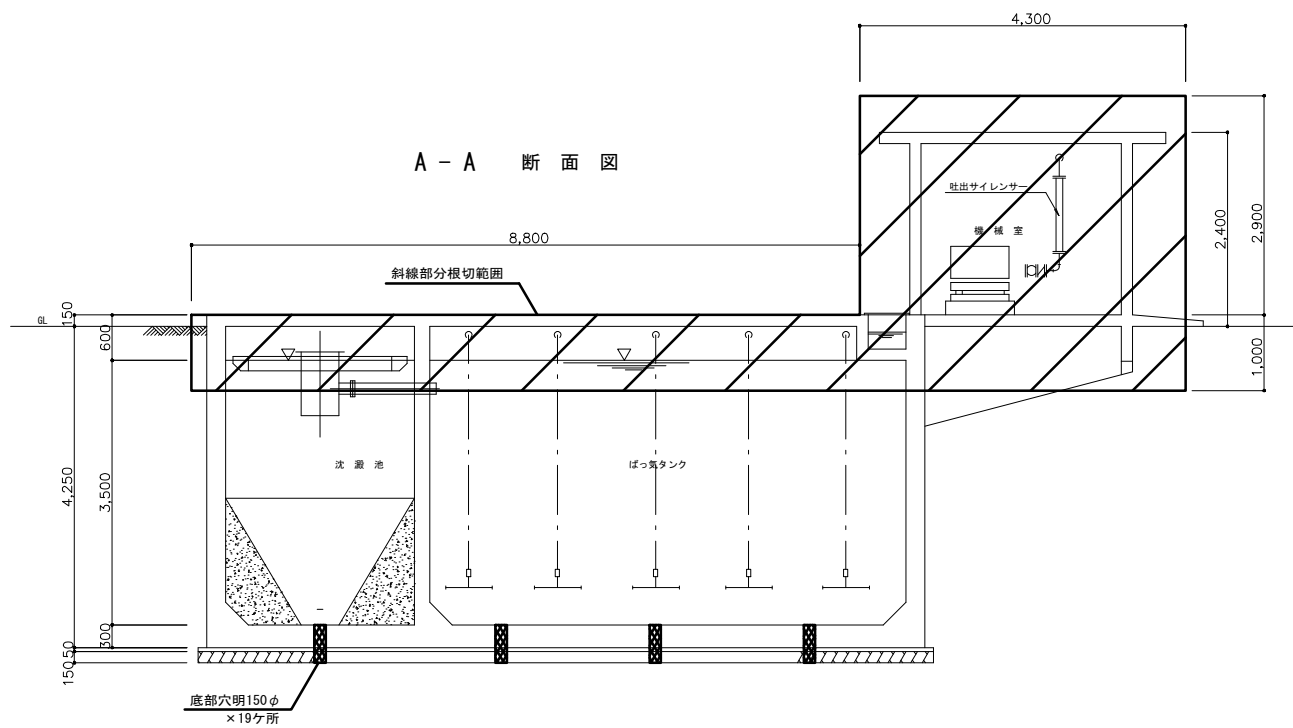 4,300
A － A 断 面 図
吐出サイレンサー
機 械 室
2,400
2,900
8,800
斜線部分根切範囲
GL
150
600
1,000
沈 澱 池
ばっ気タンク
4,250
3,500
300
50
150
底部穴明150φ
×19ケ所